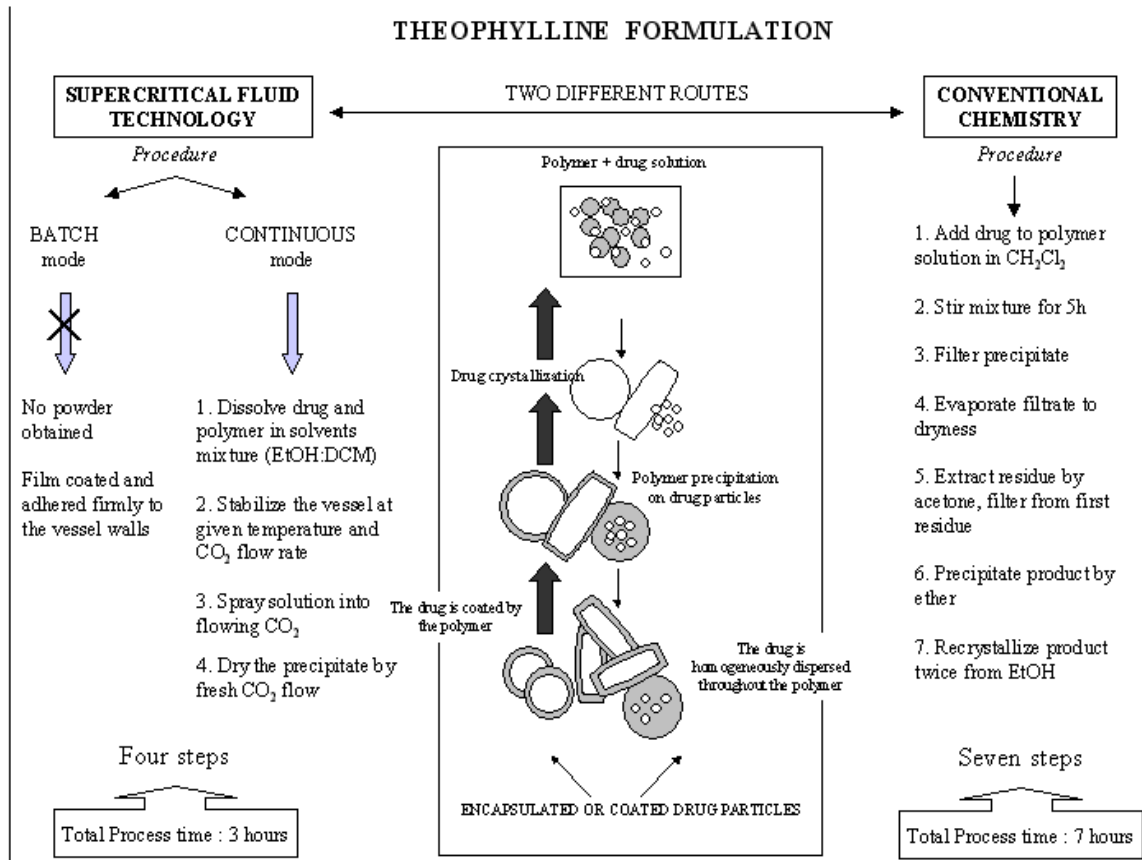 THEOPHYLLINE FORMULATION
SUPERCRITICAL FLUID
TECHNOLOGY
TWO DIFFERENT ROUTES
CONVENTIONAL
CHEMISTRY
Procedure
BATCH
mode
CONTINUOUS
mode
No powder
obtained
Film coated and
adhered firmly to
the vessel walls
1. Dissolve drug and
polymer in solvents
mixture (EtOH:DCM)
2. Stabilize the vessel at
given temperature and
CO₂ flow rate
3. Spray solution into
flowing CO₂
4. Dry the precipitate by
fresh CO₂ flow
Four steps
Total Process time : 3 hours
Polymer + drug solution
Drug crystallization
Polymer precipitation
on drug particles
The drug is coated by
the polymer
The drug is
homogeneously dispersed
throughout the polymer
ENCAPSULATED OR COATED DRUG PARTICLES
Procedure
1. Add drug to polymer
solution in CH₂Cl₂
2. Stir mixture for 5h
3. Filter precipitate
4. Evaporate filtrate to
dryness
5. Extract residue by
acetone, filter from first
residue
6. Precipitate product by
ether
7. Recrystallize product
twice from EtOH
Seven steps
Total Process time : 7 hours